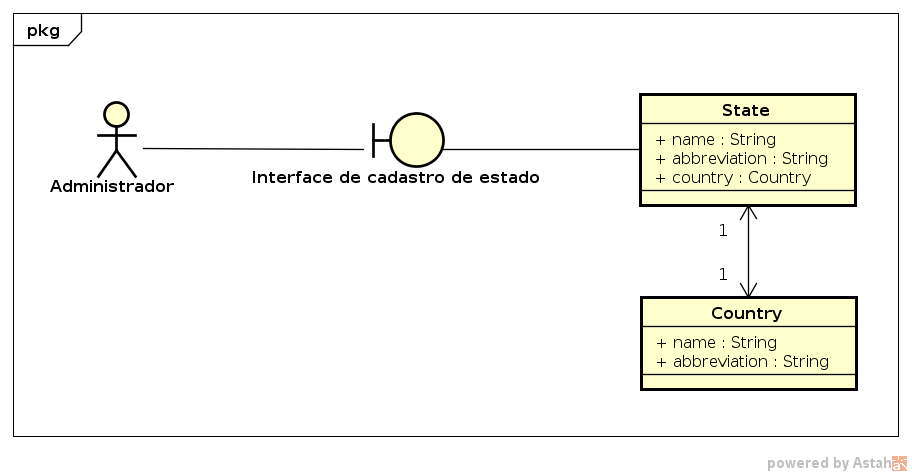 pkg
Administrador
Interface de cadastro de estado
State
+ name : String
+ abbreviation : String
+ country : Country
1
1
Country
+ name : String
+ abbreviation : String
powered by Astah